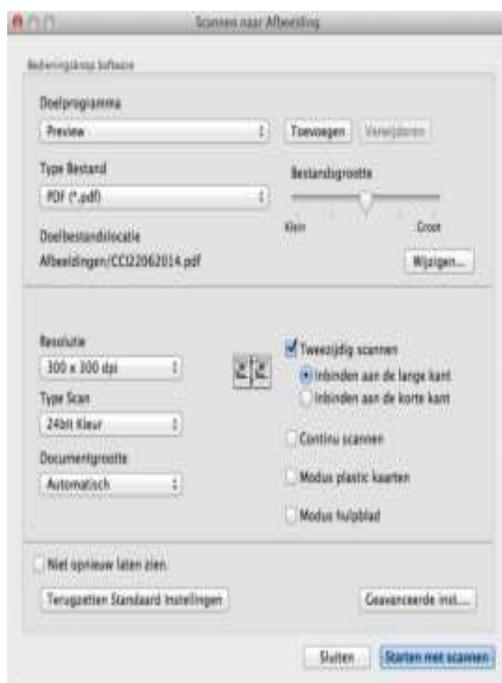 Scannen naar Afbeelding
Bedieningsknop Software
Doelprogramma
Preview
Toevoegen
Verwijderen
Type Bestand
PDF (*.pdf)
Bestandsgrootte
Klein
Groot
Doelbestandslocatie
Afbeeldingen/CCI22062014.pdf
Wijzigen...
Resolutie
300 x 300 dpi
Type Scan
24bit Kleur
Documentgrootte
Automatisch
Tweezijdig scannen
Inbinden aan de lange kant
Inbinden aan de korte kant
Continu scannen
Modus plastic kaarten
Modus hulpblad
Niet opnieuw laten zien.
Terugzetten Standaard Instellingen
Geavanceerde inst....
Sluiten
Starten met scannen